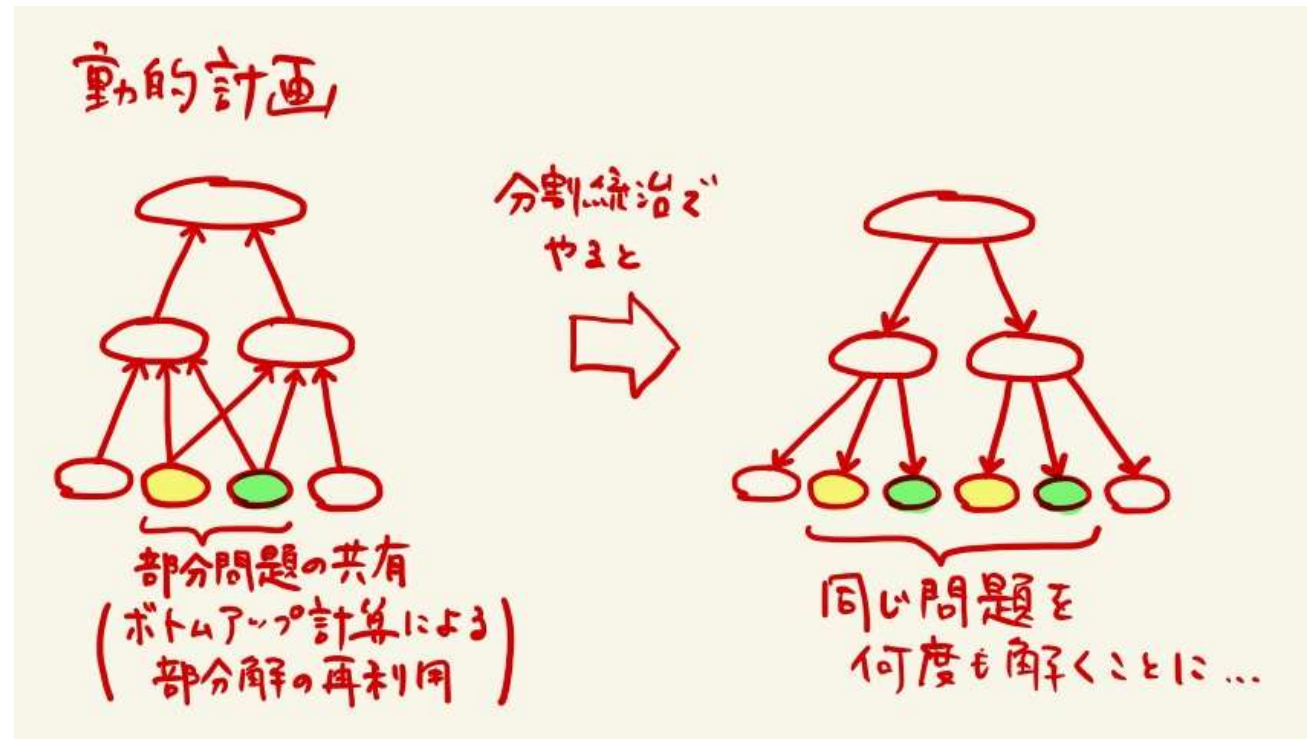 動的計画
分割統治で
やると
部分問題の共有
(ボトムアップ計算による
部分解の再利用)
同じ問題を
何度も解くことに...